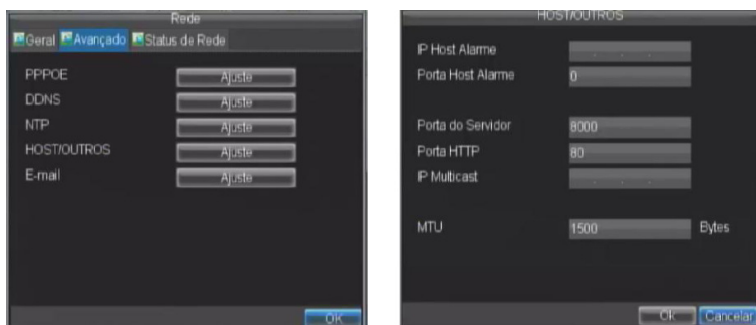 Rede
Geral Avançado Status de Rede
PPPOE Ajuste
DDNS Ajuste
NTP Ajuste
HOST/OUTROS Ajuste
E-mail Ajuste
OK
HOST/OUTROS
IP Host Alarme
Porta Host Alarme 0
Porta do Servidor 8000
Porta HTTP 80
IP Multicast
MTU 1500 Bytes
Ok Cancelar